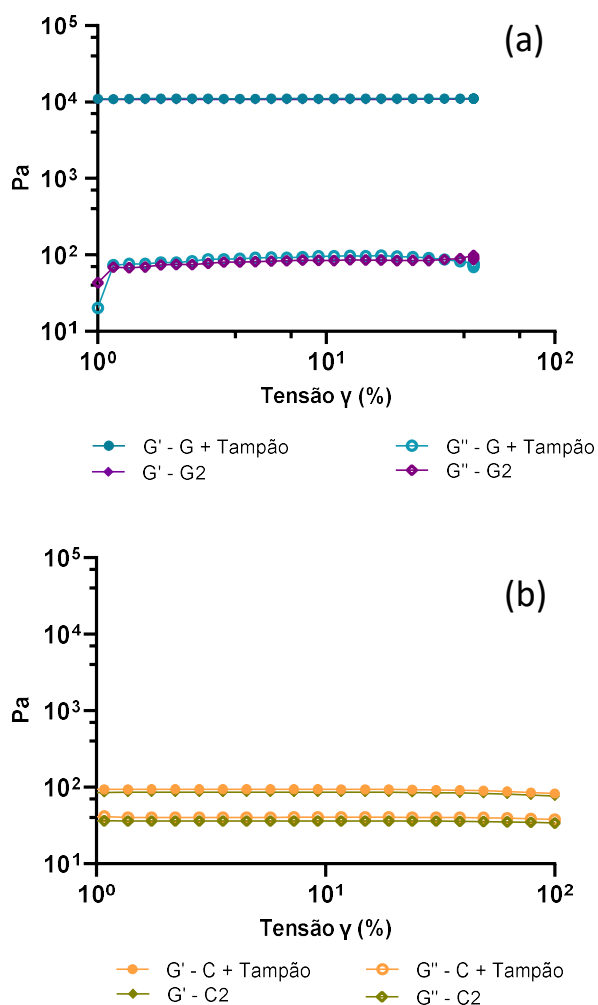 (a)
10⁵
10⁴
10³
10²
10¹
Pa
10⁰ 10¹ 10²
Tensão γ (%)
G' - G + Tampão G'' - G + Tampão
G' - G2 G'' - G2
(b)
10⁵
10⁴
10³
10²
10¹
Pa
10⁰ 10¹ 10²
Tensão γ (%)
G' - C + Tampão G'' - C + Tampão
G' - C2 G'' - C2